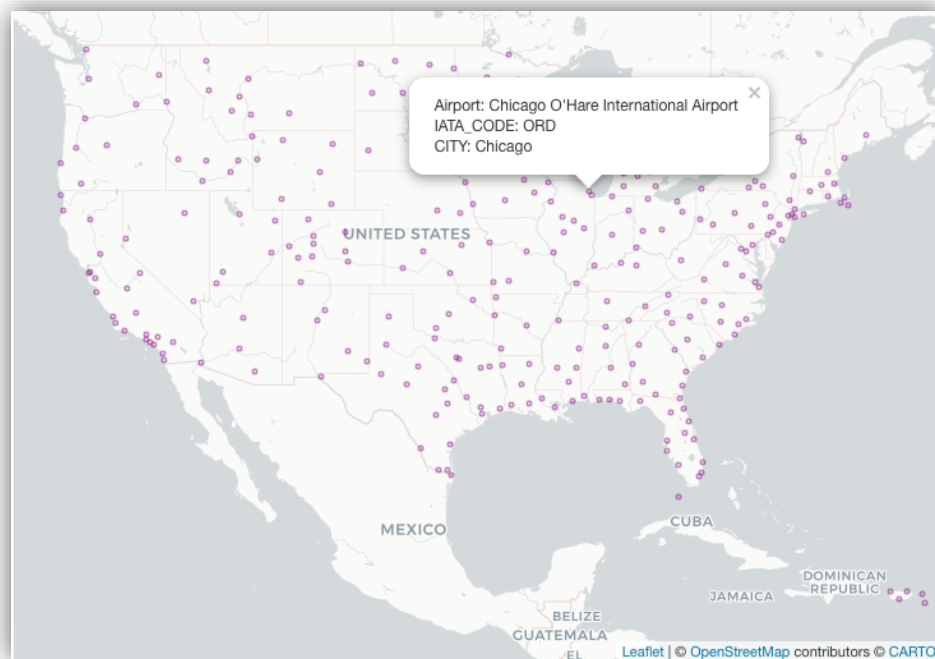 Airport: Chicago O'Hare International Airport
×
IATA_CODE: ORD
CITY: Chicago
UNITED STATES
MEXICO
CUBA
DOMINICAN
REPUBLIC
JAMAICA
BELIZE
GUATEMALA
EL
Leaflet | © OpenStreetMap contributors © CARTO